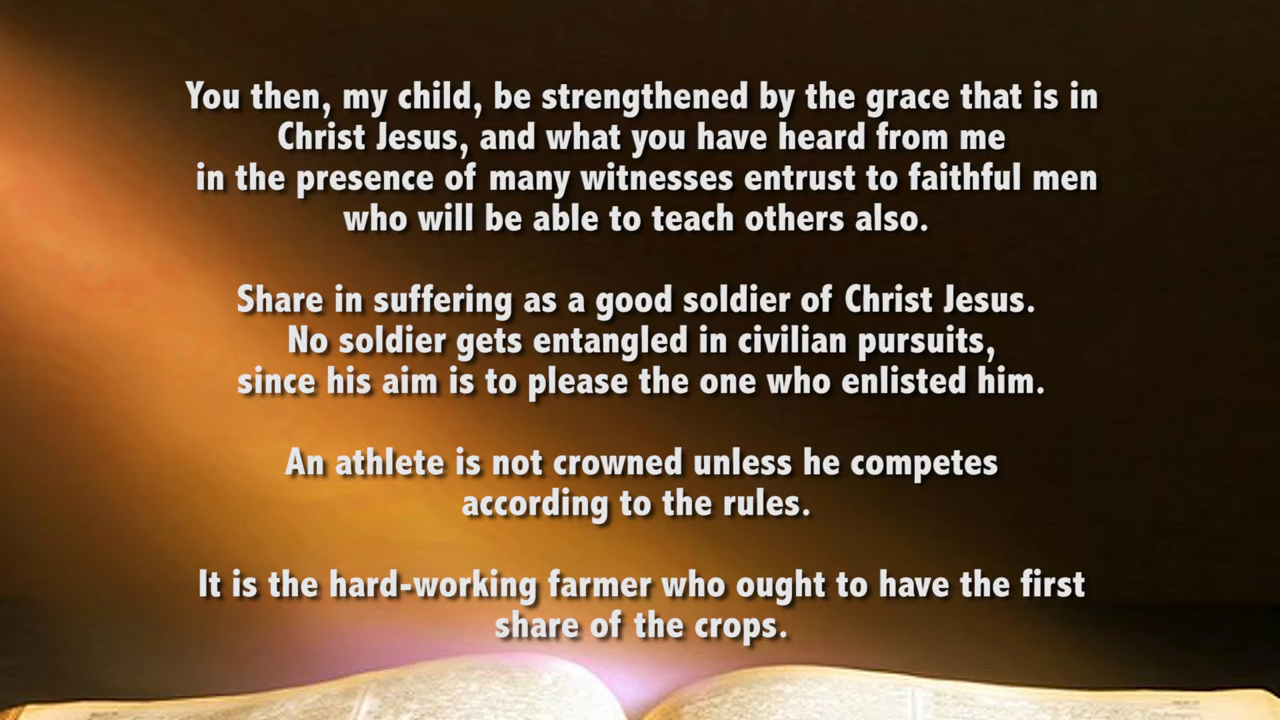 You then, my child, be strengthened by the grace that is in
Christ Jesus, and what you have heard from me
in the presence of many witnesses entrust to faithful men
who will be able to teach others also.
Share in suffering as a good soldier of Christ Jesus.
No soldier gets entangled in civilian pursuits,
since his aim is to please the one who enlisted him.
An athlete is not crowned unless he competes
according to the rules.
It is the hard-working farmer who ought to have the first
share of the crops.